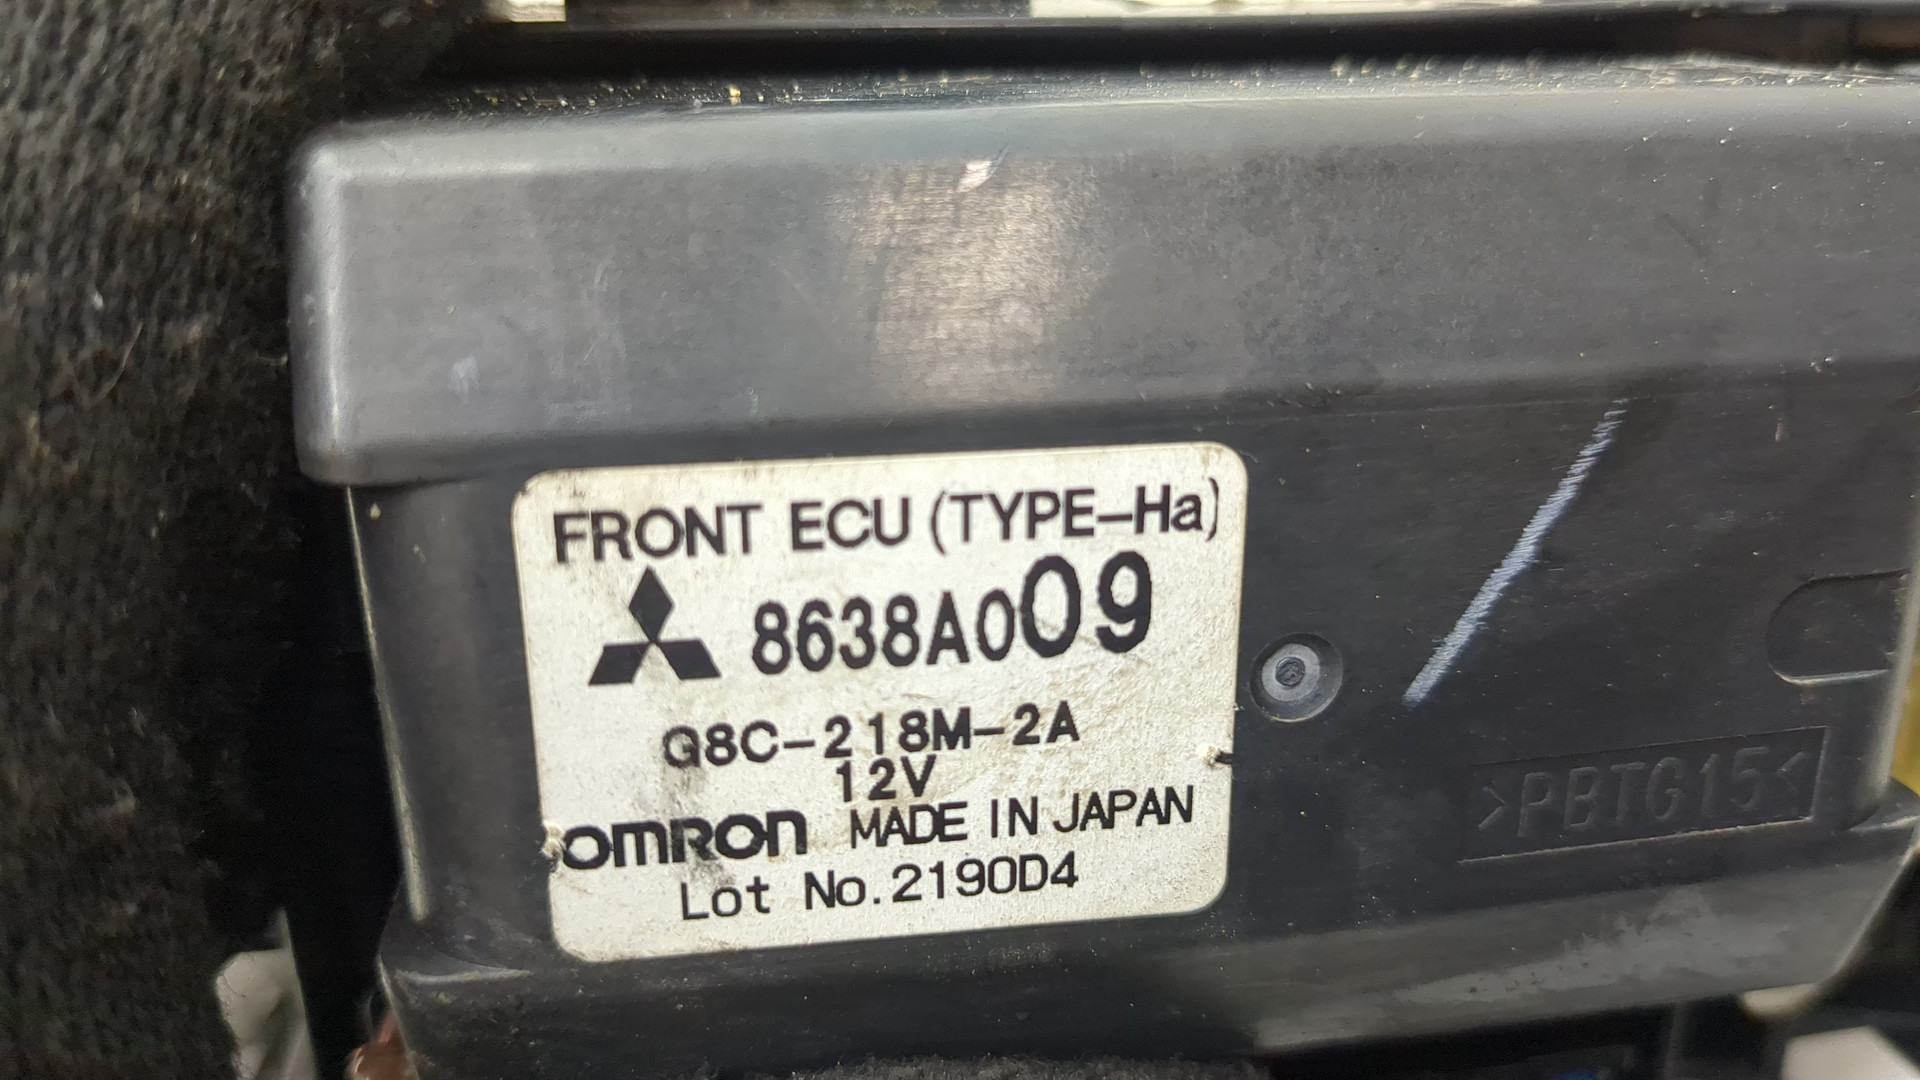 FRONT ECU (TYPE-Ha)
8638A009
G8C-218M-2A
12V
OMRON MADE IN JAPAN
Lot No.2190D4
>PBTG15<